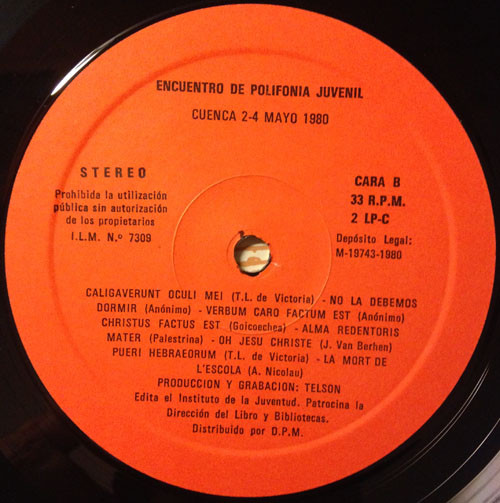 ENCUENTRO DE POLIFONIA JUVENIL
CUENCA 2-4 MAYO 1980
STEREO
Prohibida la utilización
pública sin autorización
de los propietarios
I.L.M. N.º 7309
CARA B
33 R.P.M.
2 LP-C
Depósito Legal:
M-19743-1980
CALIGAVERUNT OCULI MEI (T.L. de Victoria) - NO LA DEBEMOS
DORMIR (Anónimo) - VERBUM CARO FACTUM EST (Anónimo)
CHRISTUS FACTUS EST (Goicoechea) - ALMA REDENTORIS
MATER (Palestrina) - OH JESU CHRISTE (J. Van Berhen)
PUERI HEBRAEORUM (T.L. de Victoria) - LA MORT DE
L'ESCOLA (A. Nicolau)
PRODUCCION Y GRABACION: TELSON
Edita el Instituto de la Juventud. Patrocina la
Dirección del Libro y Bibliotecas.
Distribuido por D.P.M.